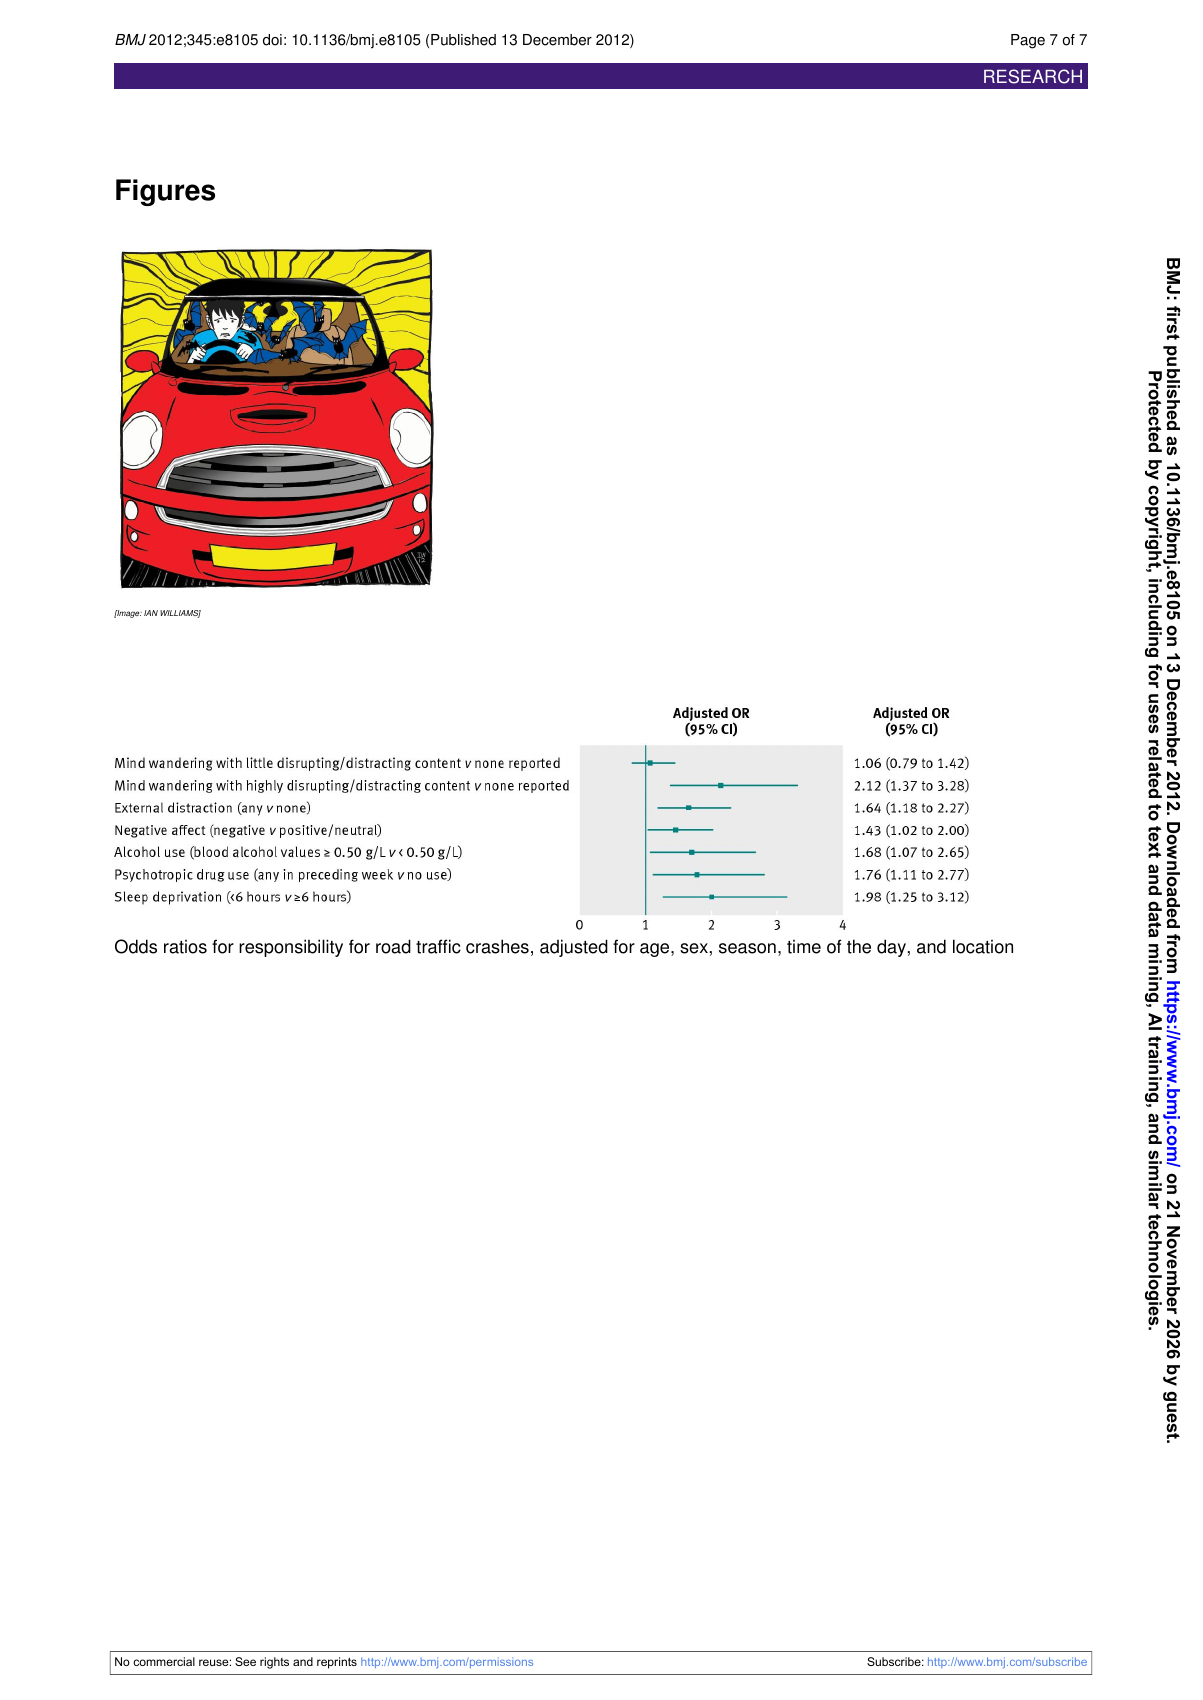 BMJ 2012;345:e8105 doi: 10.1136/bmj.e8105 (Published 13 December 2012)
Page 7 of 7
RESEARCH
Figures
[Image: IAN WILLIAMS]
Adjusted OR
(95% CI)
Adjusted OR
(95% CI)
Mind wandering with little disrupting/distracting content v none reported 1.06 (0.79 to 1.42)
Mind wandering with highly disrupting/distracting content v none reported 2.12 (1.37 to 3.28)
External distraction (any v none) 1.64 (1.18 to 2.27)
Negative affect (negative v positive/neutral) 1.43 (1.02 to 2.00)
Alcohol use (blood alcohol values ≥ 0.50 g/L v < 0.50 g/L) 1.68 (1.07 to 2.65)
Psychotropic drug use (any in preceding week v no use) 1.76 (1.11 to 2.77)
Sleep deprivation (<6 hours v ≥6 hours) 1.98 (1.25 to 3.12)
0 1 2 3 4
Odds ratios for responsibility for road traffic crashes, adjusted for age, sex, season, time of the day, and location
No commercial reuse: See rights and reprints http://www.bmj.com/permissions
Subscribe: http://www.bmj.com/subscribe
BMJ: first published as 10.1136/bmj.e8105 on 13 December 2012. Downloaded from https://www.bmj.com/ on 21 November 2026 by guest.
Protected by copyright, including for uses related to text and data mining, AI training, and similar technologies.